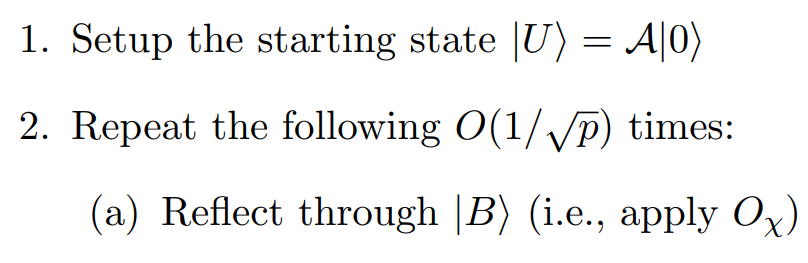 1. Setup the starting state |U⟩ = 𝒜|0⟩
2. Repeat the following O(1/√p) times:
(a) Reflect through |B⟩ (i.e., apply O_χ)